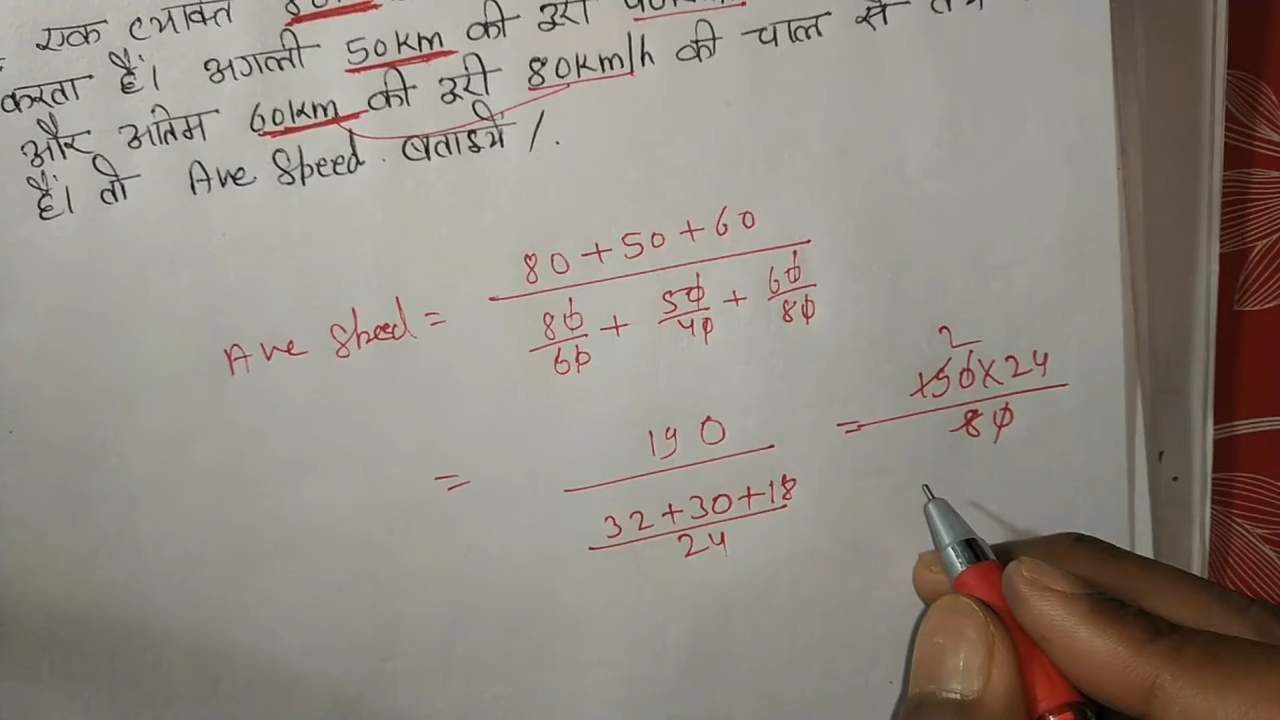 एक व्यक्ति
करता हैं। अगली 50km की दूरी
और अंतिम 60km की दूरी 80km/h की चाल से
हैं। तो Ave Speed. बताइये /.
80+50+60
Ave Speed = 80/60 + 50/40 + 60/80
2
190 = 190×24
= 80
32+30+18
24